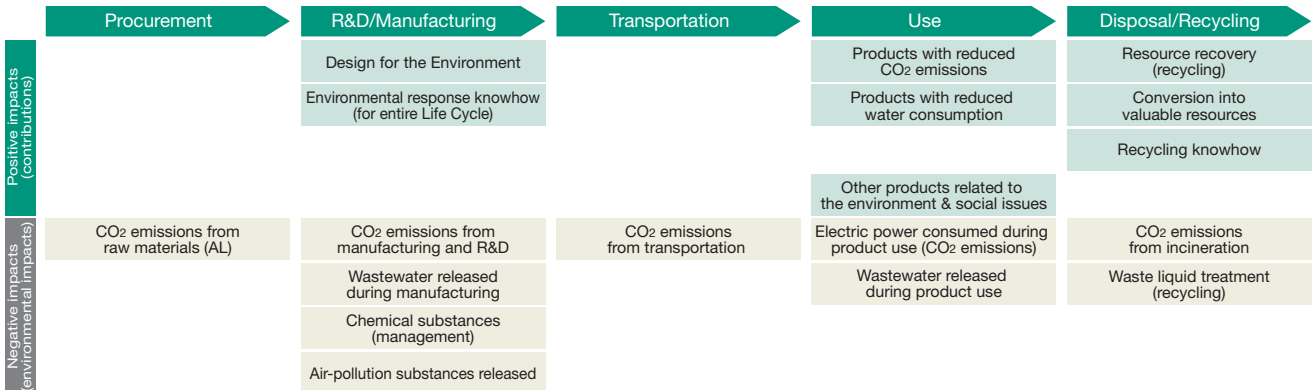 Procurement
R&D/Manufacturing
Transportation
Use
Disposal/Recycling
Positive impacts
(contributions)
Design for the Environment
Environmental response knowhow
(for entire Life Cycle)
Products with reduced
CO2 emissions
Products with reduced
water consumption
Other products related to
the environment & social issues
Resource recovery
(recycling)
Conversion into
valuable resources
Recycling knowhow
Negative impacts
(environmental impacts)
CO2 emissions from
raw materials (AL)
CO2 emissions from
manufacturing and R&D
Wastewater released
during manufacturing
Chemical substances
(management)
Air-pollution substances released
CO2 emissions
from transportation
Electric power consumed during
product use (CO2 emissions)
Wastewater released
during product use
CO2 emissions
from incineration
Waste liquid treatment
(recycling)